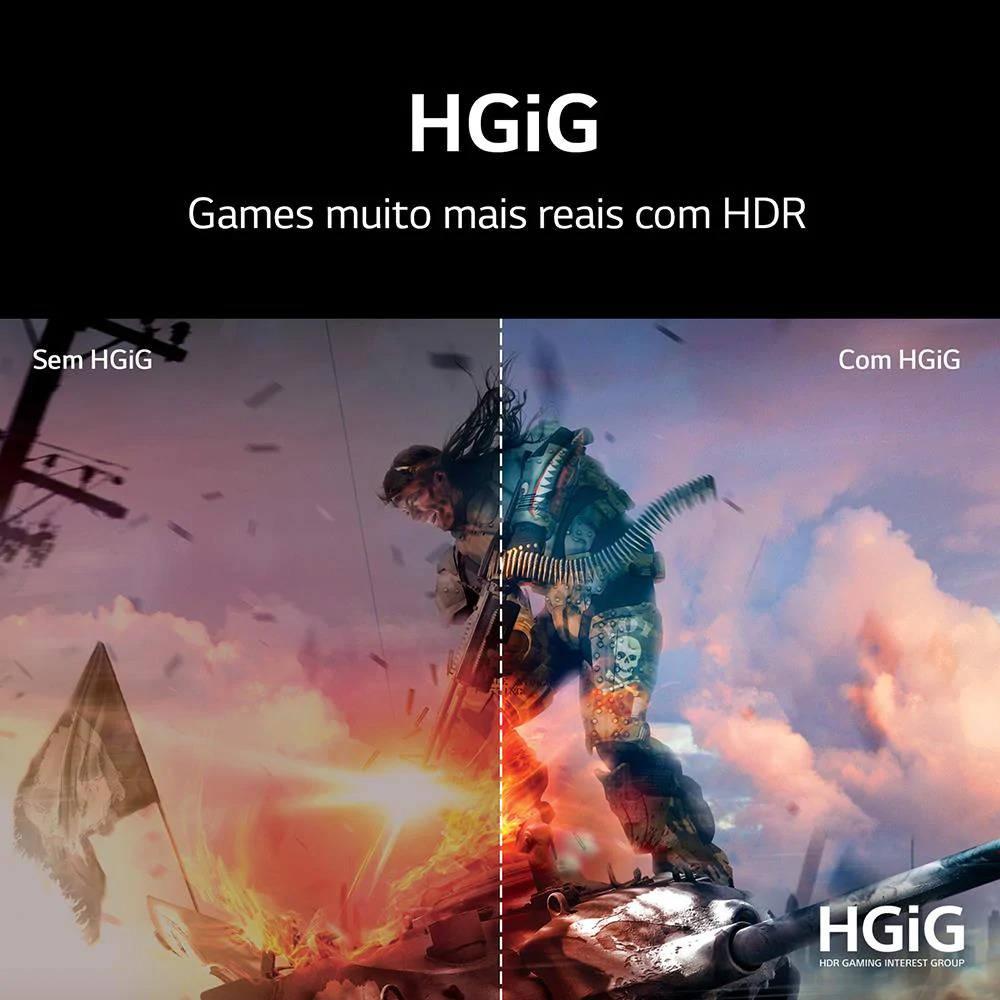 HGiG
Games muito mais reais com HDR
Sem HGiG
Com HGiG
HGiG
HDR GAMING INTEREST GROUP